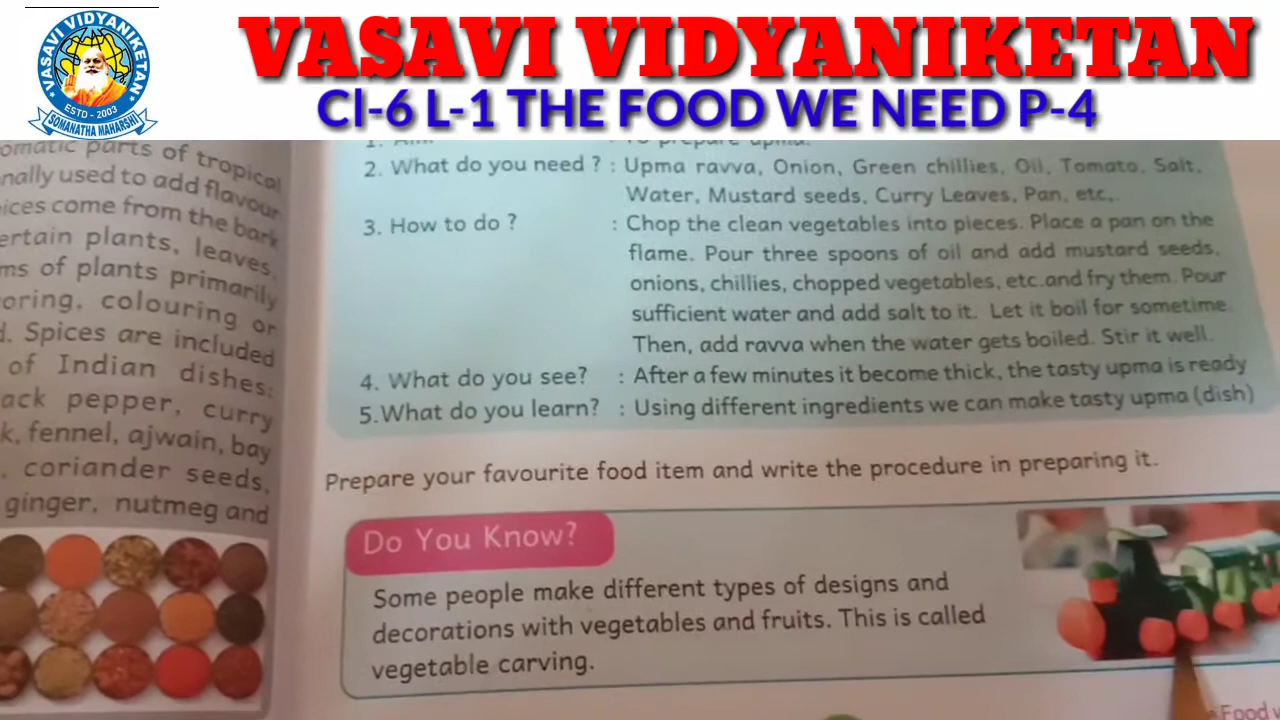 VASAVI VIDYANIKETAN
ESTD - 2003
SOMANATHA MAHARSHI
VASAVI VIDYANIKETAN
Cl-6 L-1 THE FOOD WE NEED P-4
parts of tropical
used to add flavour
come from the bark
plants, leaves,
of plants primarily
colouring or
Spices are included
of Indian dishes:
pepper, curry
fennel, ajwain, bay
coriander seeds,
ginger, nutmeg and
2. What do you need ? : Upma ravva, Onion, Green chillies, Oil, Tomato, Salt,
Water, Mustard seeds, Curry Leaves, Pan, etc,.
3. How to do ? : Chop the clean vegetables into pieces. Place a pan on the
flame. Pour three spoons of oil and add mustard seeds,
onions, chillies, chopped vegetables, etc.and fry them. Pour
sufficient water and add salt to it. Let it boil for sometime.
Then, add ravva when the water gets boiled. Stir it well.
4. What do you see? : After a few minutes it become thick, the tasty upma is ready
5.What do you learn? : Using different ingredients we can make tasty upma (dish)
Prepare your favourite food item and write the procedure in preparing it.
Do You Know?
Some people make different types of designs and
decorations with vegetables and fruits. This is called
vegetable carving.
Food